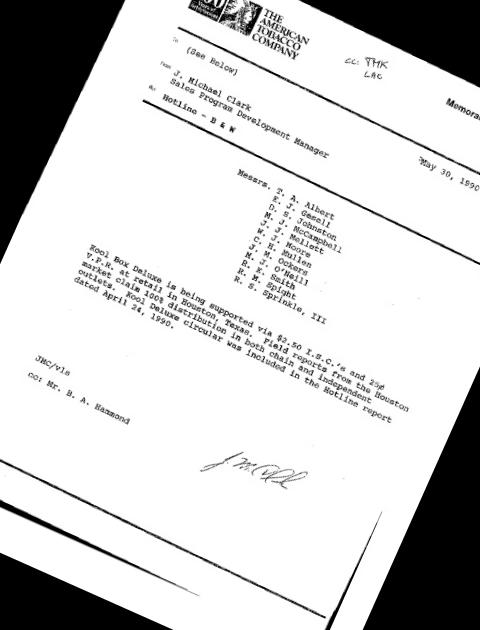 THE
AMERICAN
TOBACCO
COMPANY
cc: TMK
LAC
Memora
To
(See Below)
From
J. Michael Clark
Sales Program Development Manager
May 30, 1990
Re:
Hotline - B & W
Messrs. T. A. Albert
E. J. Gesell
D. S. Johnston
M. J. McCampbell
J. J. Mellett
W. J. Moore
C. H. Mullen
J. M. Ockers
M. J. O'Neill
R. K. Smith
R. M. Spight
R. S. Sprinkle, III
Kool Box Deluxe is being supported via $2.50 I.S.C.'s and 25¢
V.P.R. at retail in Houston, Texas. Field reports from the Houston
market claim 100% distribution in both chain and independent
outlets. Kool Deluxe circular was included in the Hotline report
dated April 24, 1990.
JMC/vls
cc: Mr. B. A. Hammond